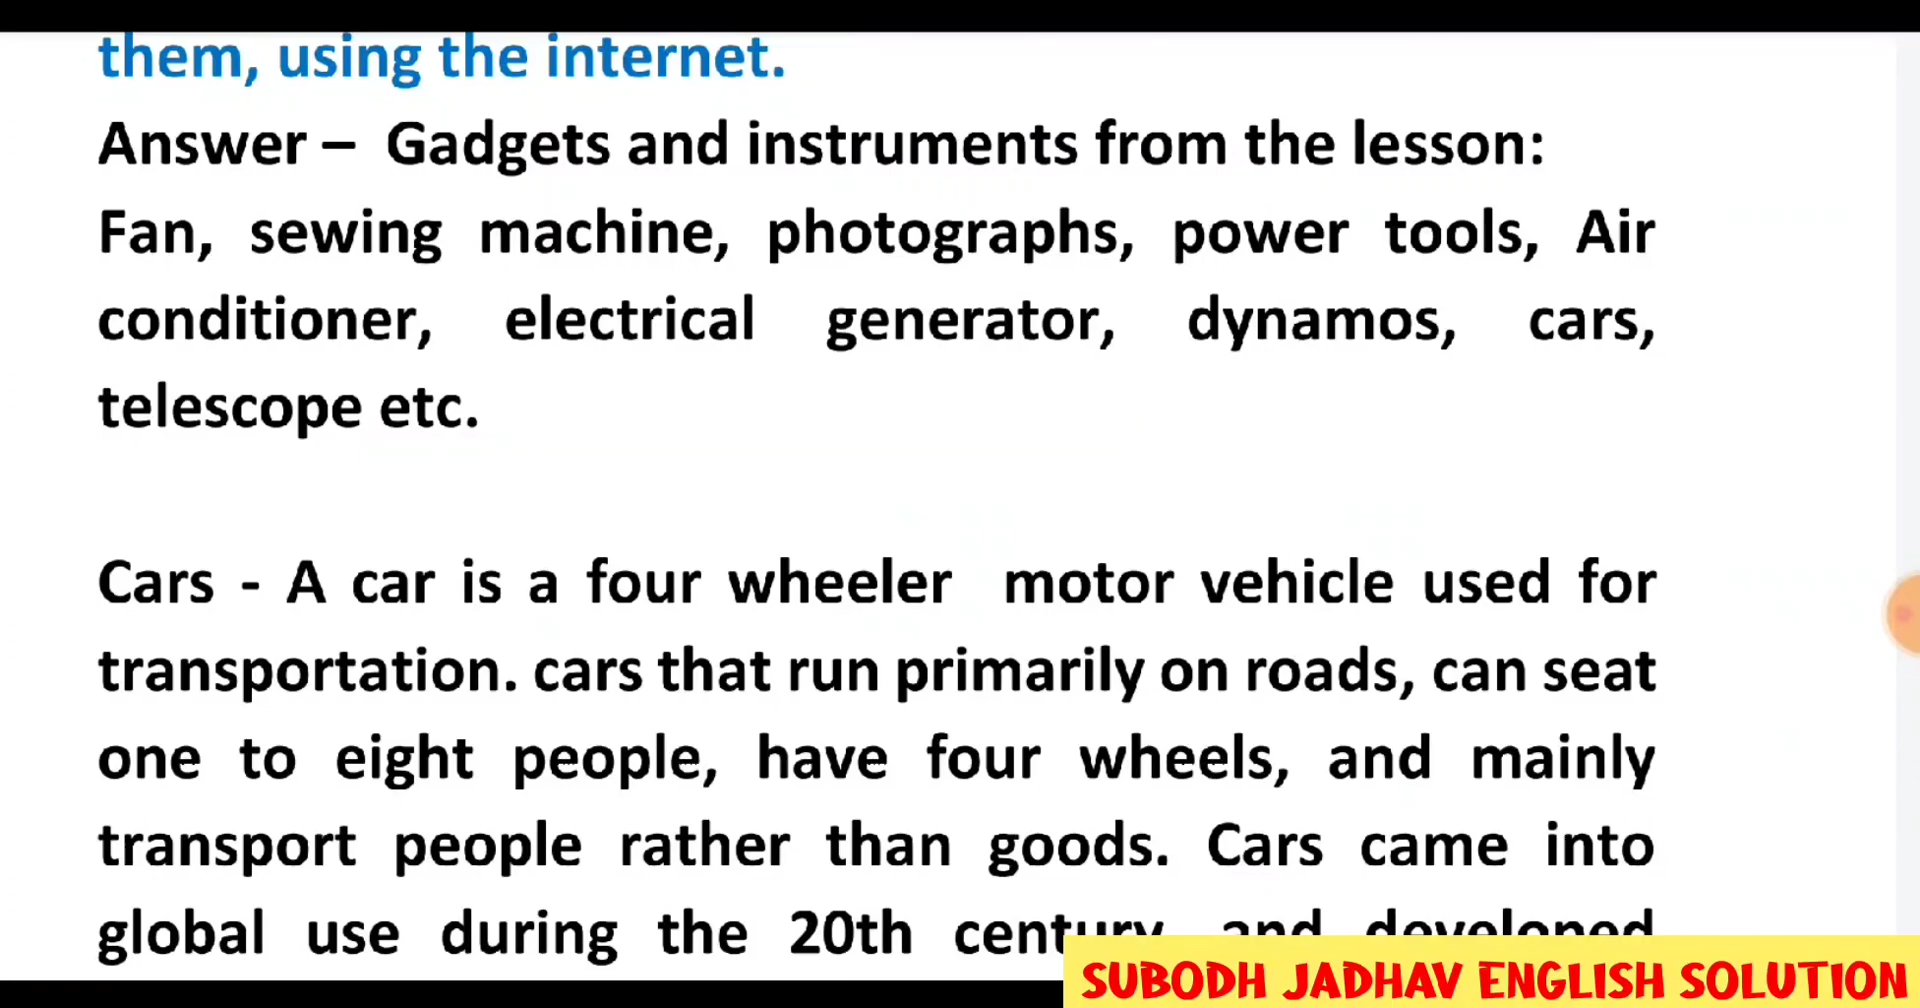 them, using the internet.
Answer – Gadgets and instruments from the lesson:
Fan, sewing machine, photographs, power tools, Air
conditioner, electrical generator, dynamos, cars,
telescope etc.
Cars - A car is a four wheeler motor vehicle used for
transportation. cars that run primarily on roads, can seat
one to eight people, have four wheels, and mainly
transport people rather than goods. Cars came into
global use during the 20th century, and developed
SUBODH JADHAV ENGLISH SOLUTION